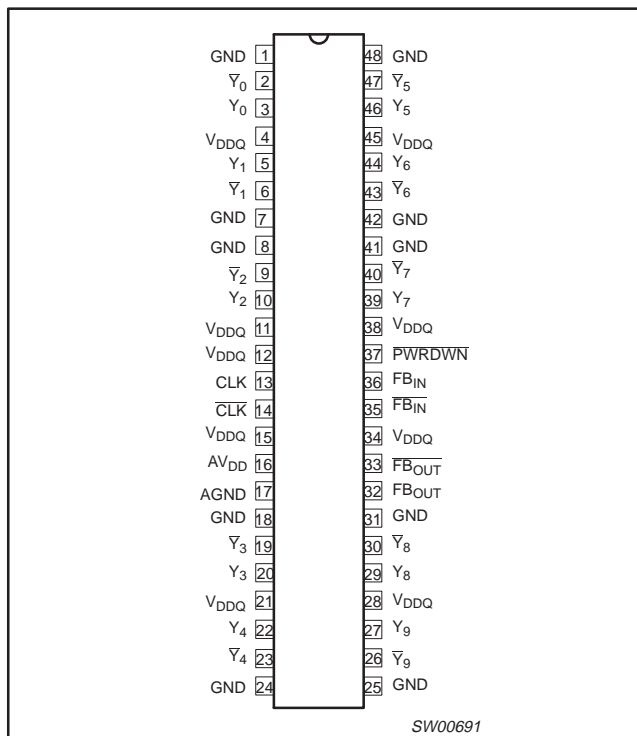 GND 1 48 GND
Y̅0 2 47 Y̅5
Y0 3 46 Y5
VDDQ 4 45 VDDQ
Y1 5 44 Y6
Y̅1 6 43 Y̅6
GND 7 42 GND
GND 8 41 GND
Y̅2 9 40 Y̅7
Y2 10 39 Y7
VDDQ 11 38 VDDQ
VDDQ 12 37 P̅W̅R̅D̅W̅N̅
CLK 13 36 FBIN
C̅L̅K̅ 14 35 F̅B̅I̅N̅
VDDQ 15 34 VDDQ
AVDD 16 33 F̅B̅O̅U̅T̅
AGND 17 32 FBOUT
GND 18 31 GND
Y̅3 19 30 Y̅8
Y3 20 29 Y8
VDDQ 21 28 VDDQ
Y4 22 27 Y9
Y̅4 23 26 Y̅9
GND 24 25 GND
SW00691